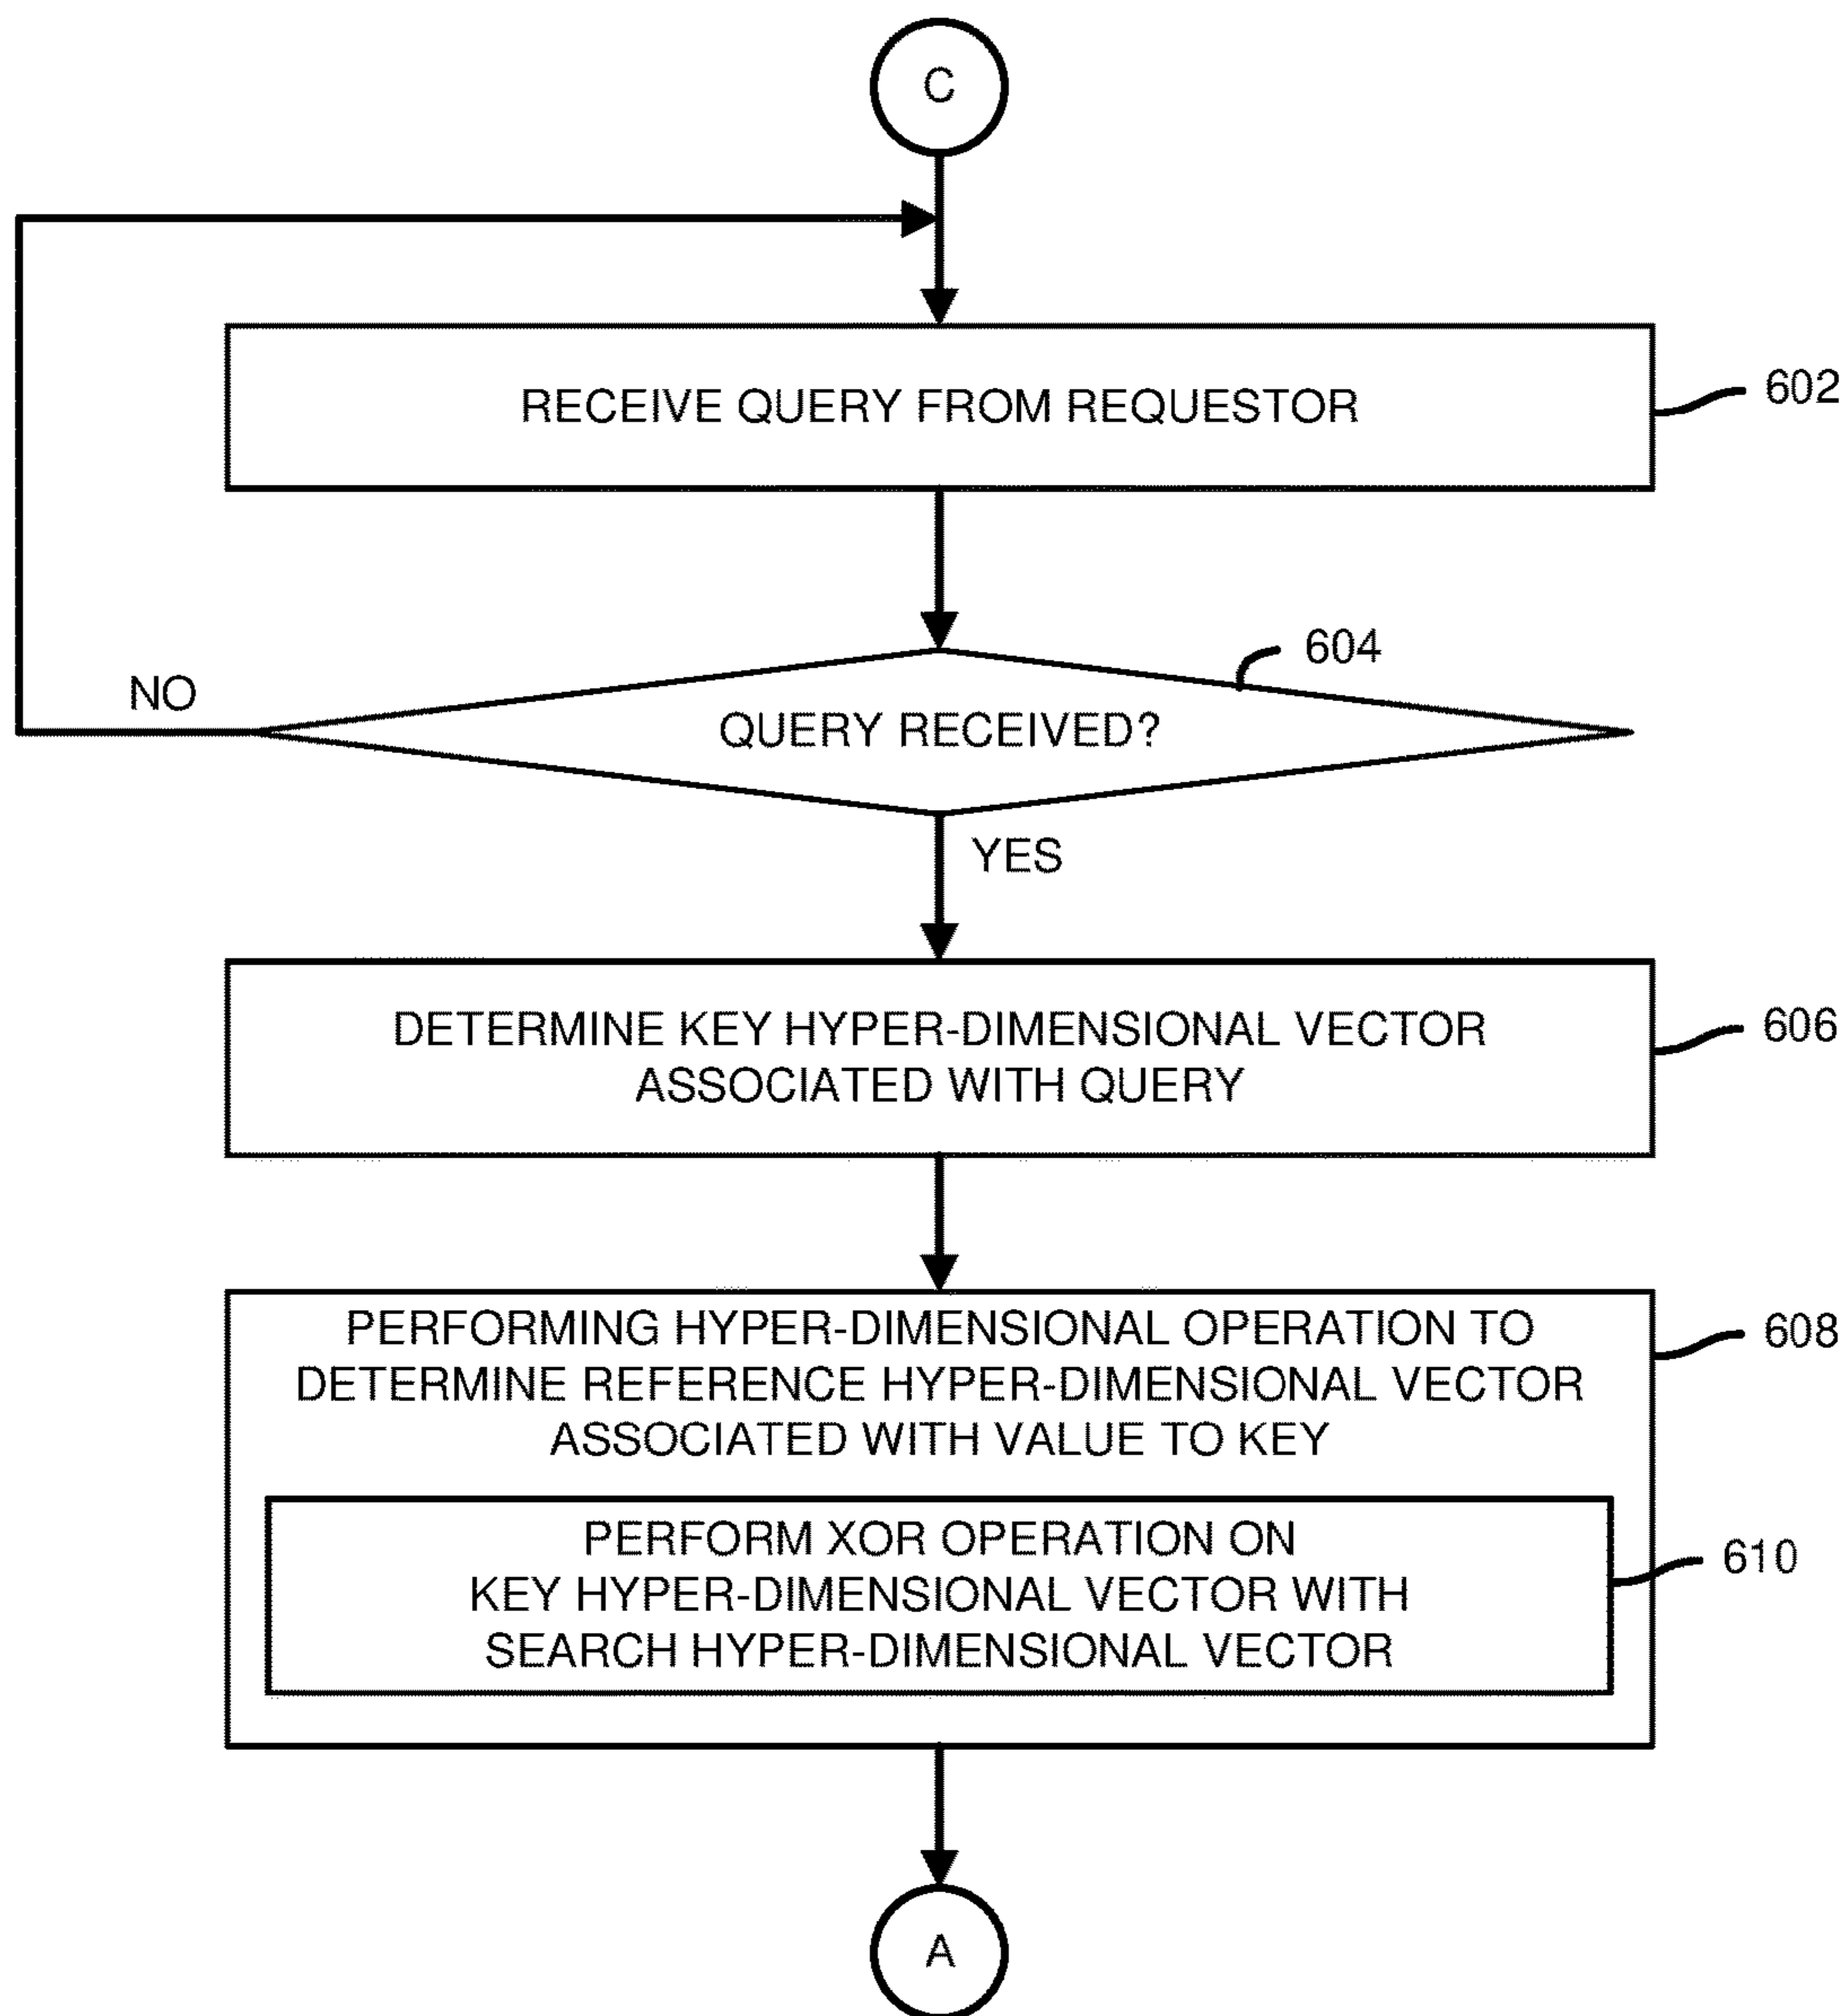 C
RECEIVE QUERY FROM REQUESTOR
602
604
NO
QUERY RECEIVED?
YES
DETERMINE KEY HYPER-DIMENSIONAL VECTOR
ASSOCIATED WITH QUERY
606
PERFORMING HYPER-DIMENSIONAL OPERATION TO
DETERMINE REFERENCE HYPER-DIMENSIONAL VECTOR
ASSOCIATED WITH VALUE TO KEY
608
PERFORM XOR OPERATION ON
KEY HYPER-DIMENSIONAL VECTOR WITH
SEARCH HYPER-DIMENSIONAL VECTOR
610
A